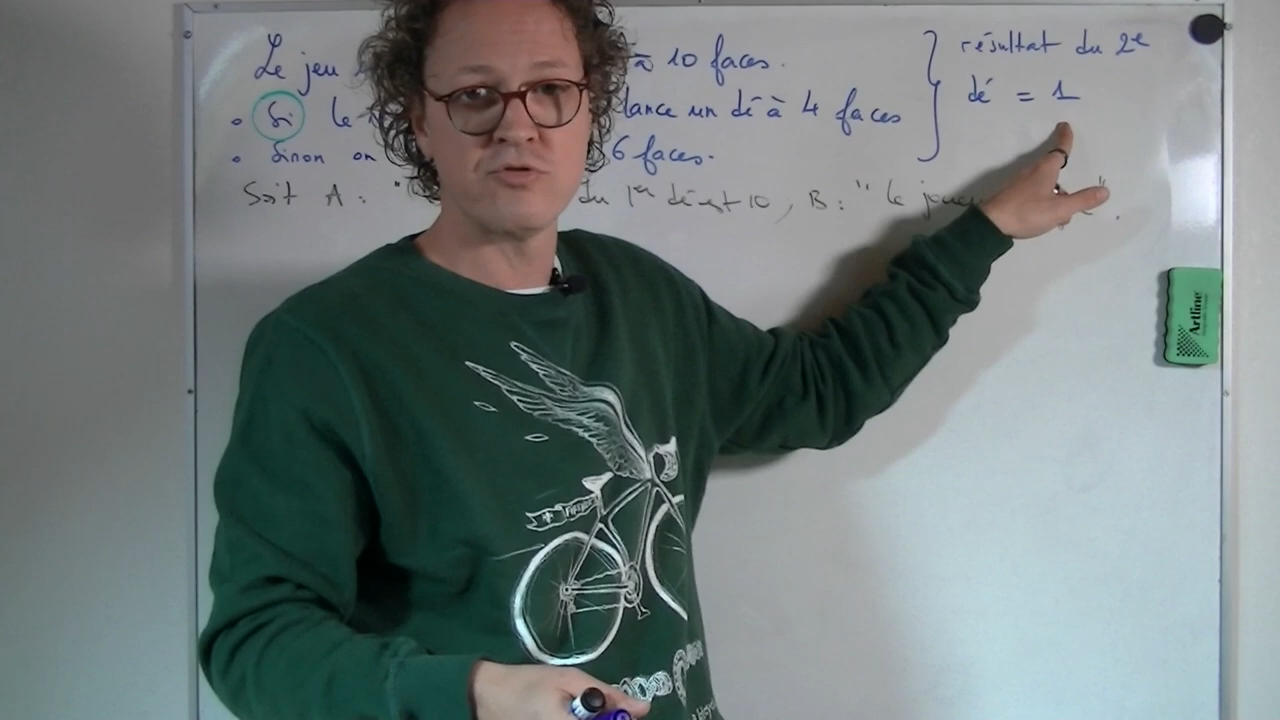 Le jeu à 10 faces.
• Si le lance un dé à 4 faces
• Sinon on 6 faces.
} résultat du 2e
dé = 1
Soit A : " du 1er dé est 10, B : " le ".
Artline